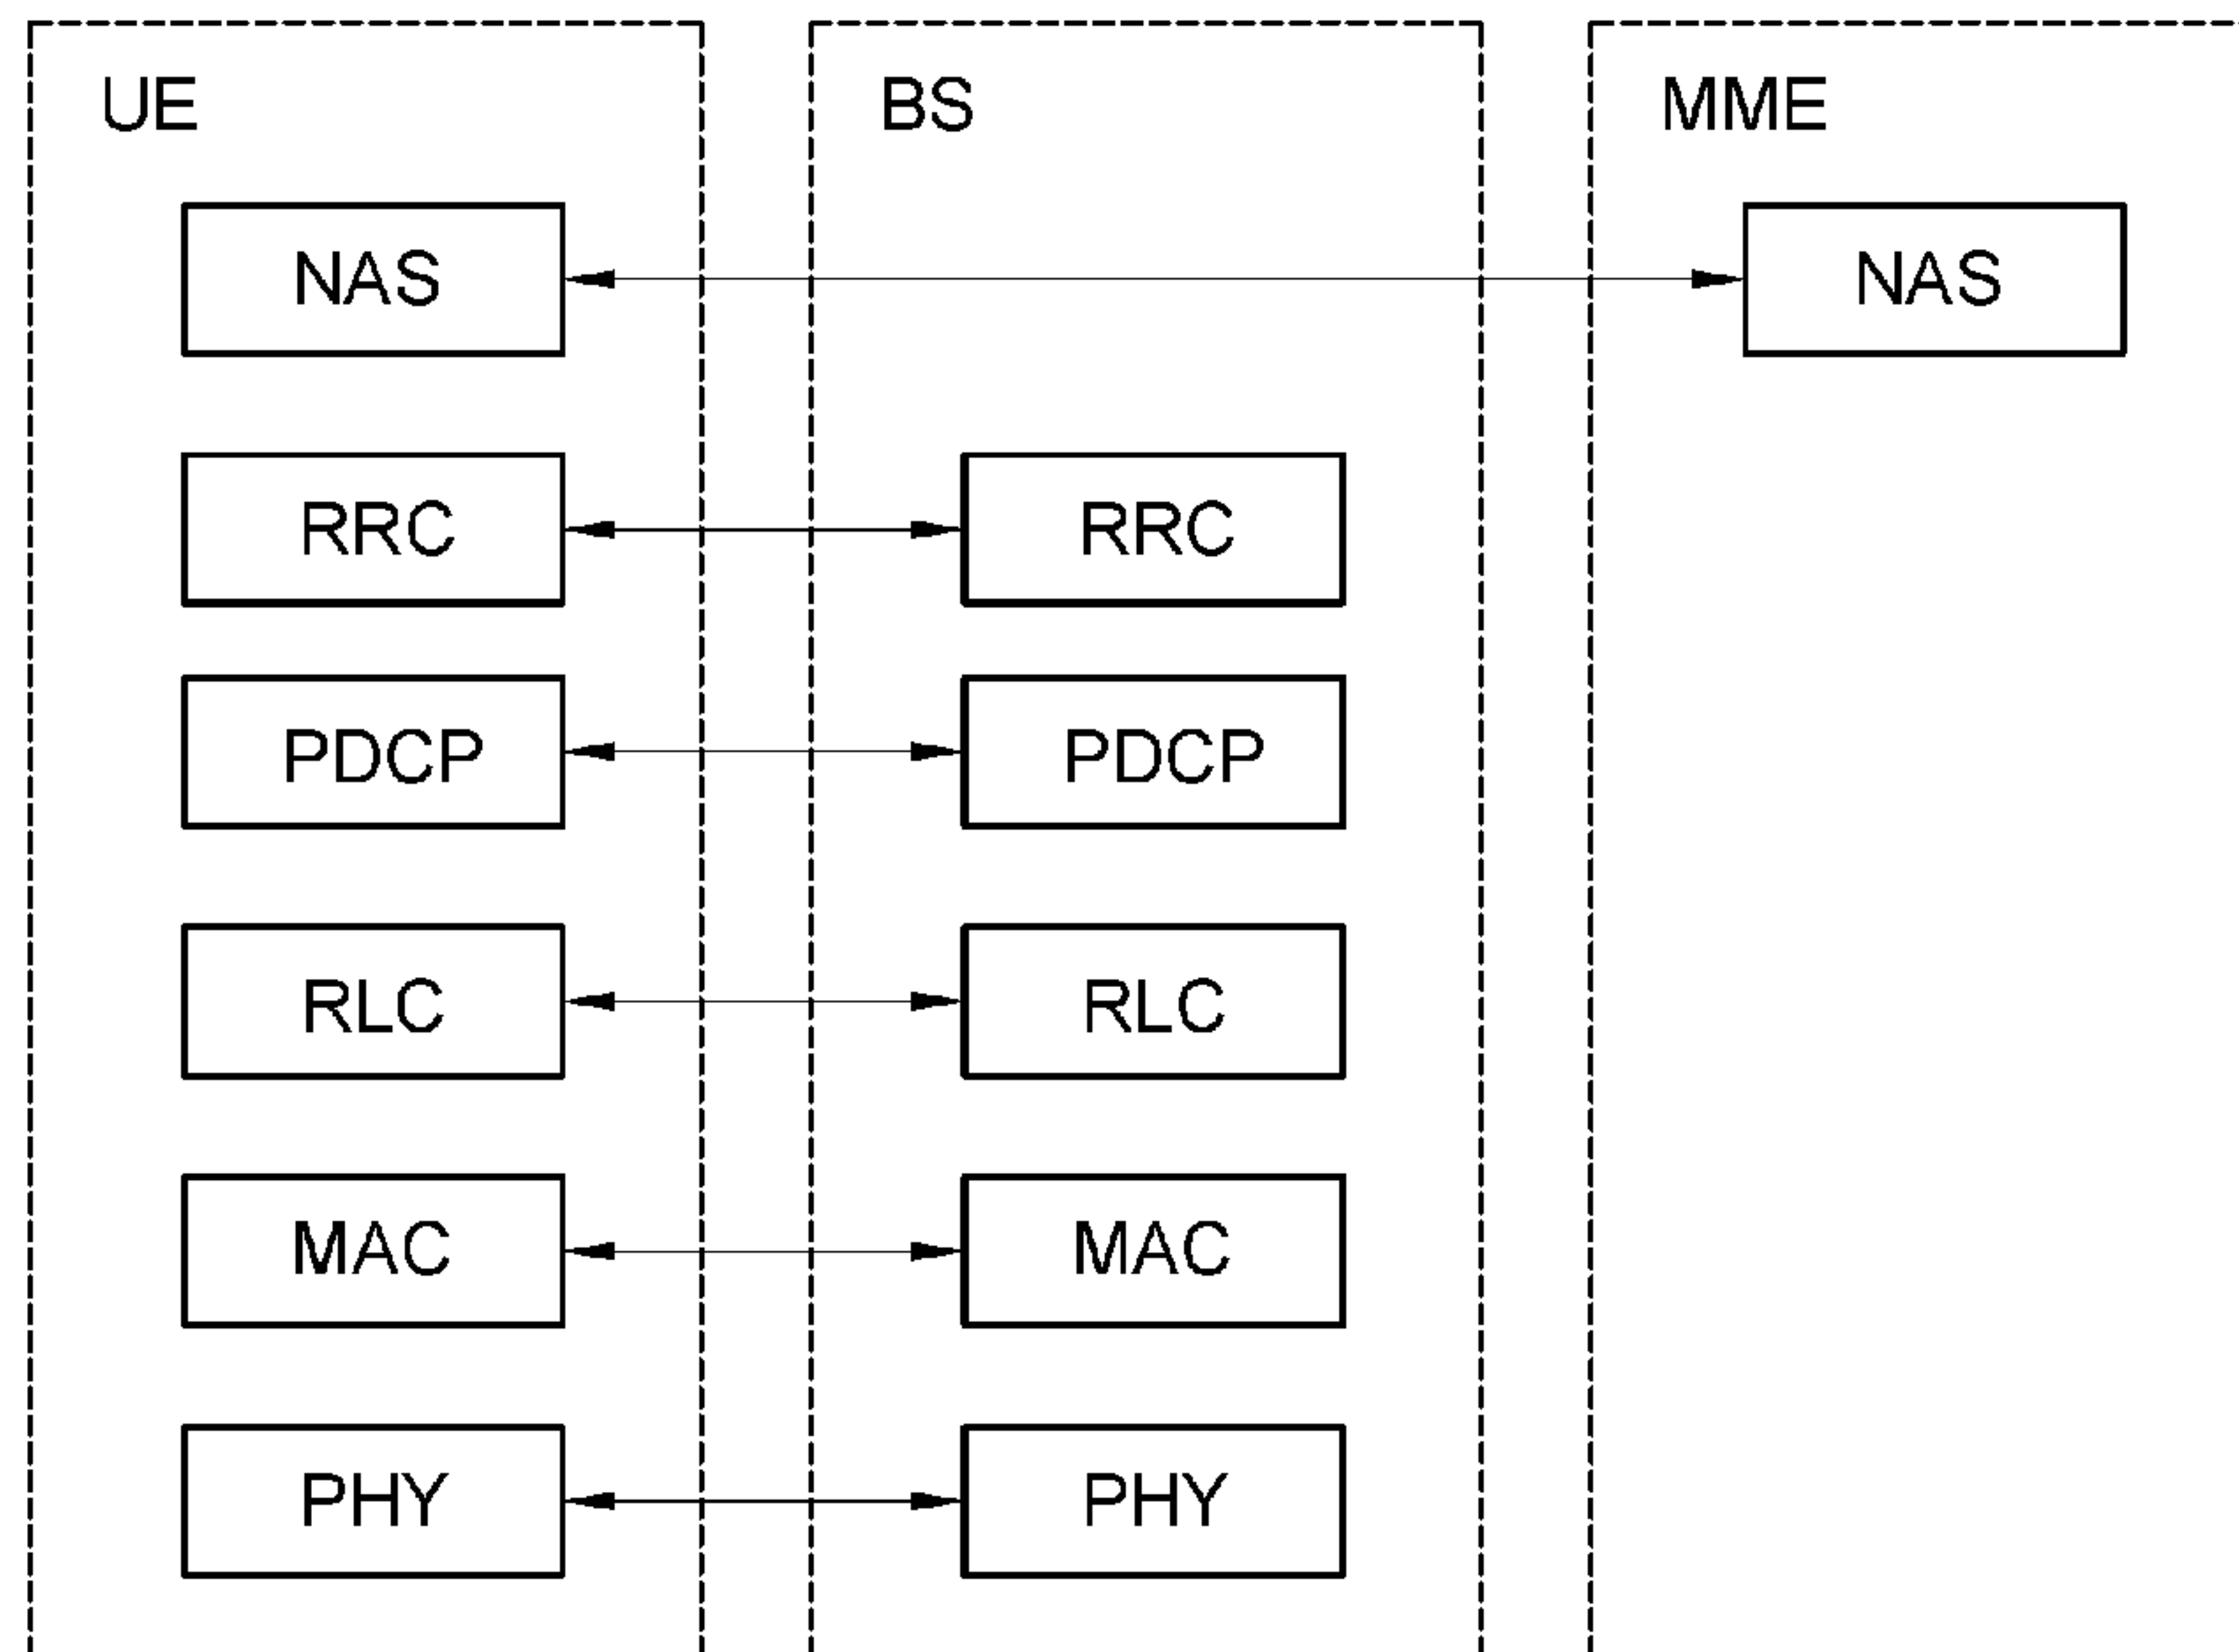 UE BS MME
NAS NAS
RRC RRC
PDCP PDCP
RLC RLC
MAC MAC
PHY PHY